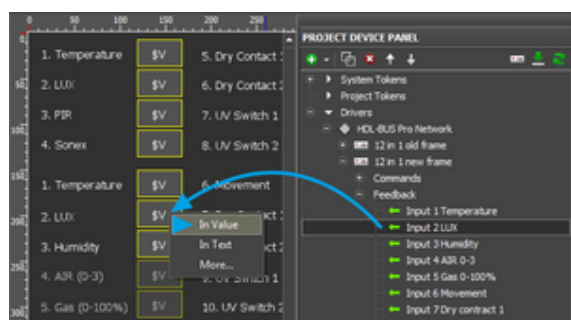 0 50 100 150 200 250
PROJECT DEVICE PANEL
1. Temperature $V 5. Dry Contact 1
2. LUX $V 6. Dry Contact 2
3. PIR $V 7. UV Switch 1
4. Sonex $V 8. UV Switch 2
1. Temperature $V 6. Movement
2. LUX $V
3. Humidity $V
4. AIR (0-3) $V 9. UV Switch 1
5. Gas (0-100%) $V 10. UV Switch 2
In Value
In Text
More...
System Tokens
Project Tokens
Drivers
HDL-BUS Pro Network
12 in 1 old frame
12 in 1 new frame
Commands
Feedback
Input 1 Temperature
Input 2 LUX
Input 3 Humidity
Input 4 AIR 0-3
Input 5 Gas 0-100%
Input 6 Movement
Input 7 Dry contract 1